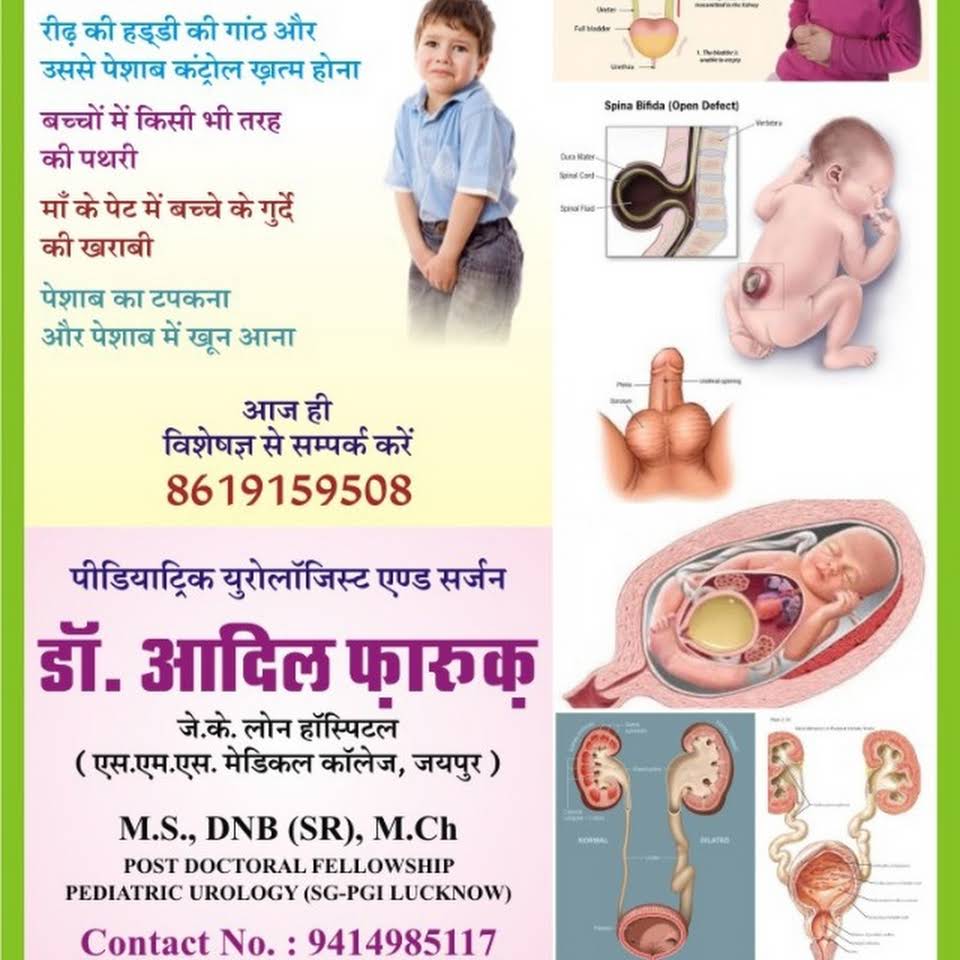 रीढ़ की हड्डी की गांठ और
उससे पेशाब कंट्रोल ख़त्म होना
बच्चों में किसी भी तरह
की पथरी
माँ के पेट में बच्चे के गुर्दे
की खराबी
पेशाब का टपकना
और पेशाब में खून आना
आज ही
विशेषज्ञ से सम्पर्क करें
8619159508
पीडियाट्रिक युरोलॉजिस्ट एण्ड सर्जन
डॉ. आदिल फ़ारुक़
जे.के. लोन हॉस्पिटल
( एस.एम.एस. मेडिकल कॉलेज, जयपुर )
M.S., DNB (SR), M.Ch
POST DOCTORAL FELLOWSHIP
PEDIATRIC UROLOGY (SG-PGI LUCKNOW)
Contact No. : 9414985117
Ureter
Full bladder
Urethra
1. The bladder is
unable to empty
Spina Bifida (Open Defect)
Vertebra
Dura Mater
Spinal Cord
Spinal Fluid
Penis
Urethral opening
Scrotum
NORMAL
DILATED